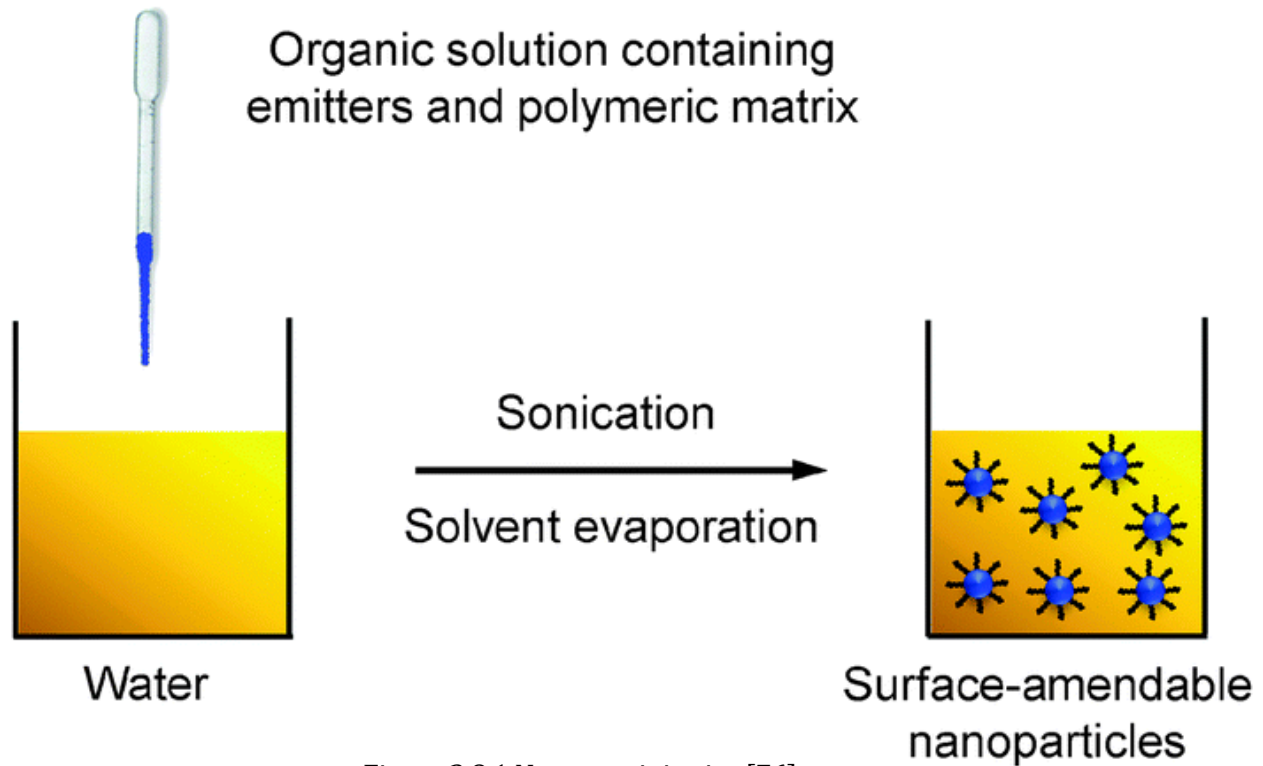 Organic solution containing
emitters and polymeric matrix
Sonication
Solvent evaporation
Water
Surface-amendable
nanoparticles